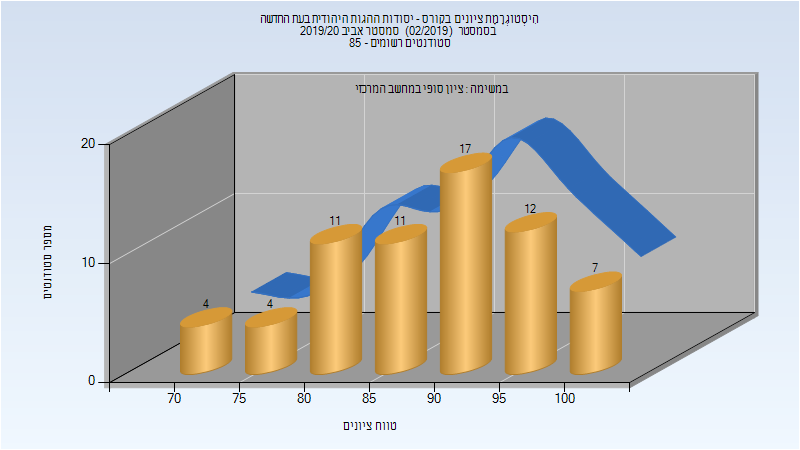 הִיסְטוֹגְרָמַת ציונים בקורס - יסודות ההגות היהודית בעת החדשה
בסמסטר (02/2019) סמסטר אביב 2019/20
סטודנטים רשומים - 85
במשימה : ציון סופי במחשב המרכזי
מספר סטודנטים
20
10
0
4
4
11
11
17
12
7
70
75
80
85
90
95
100
טווח ציונים